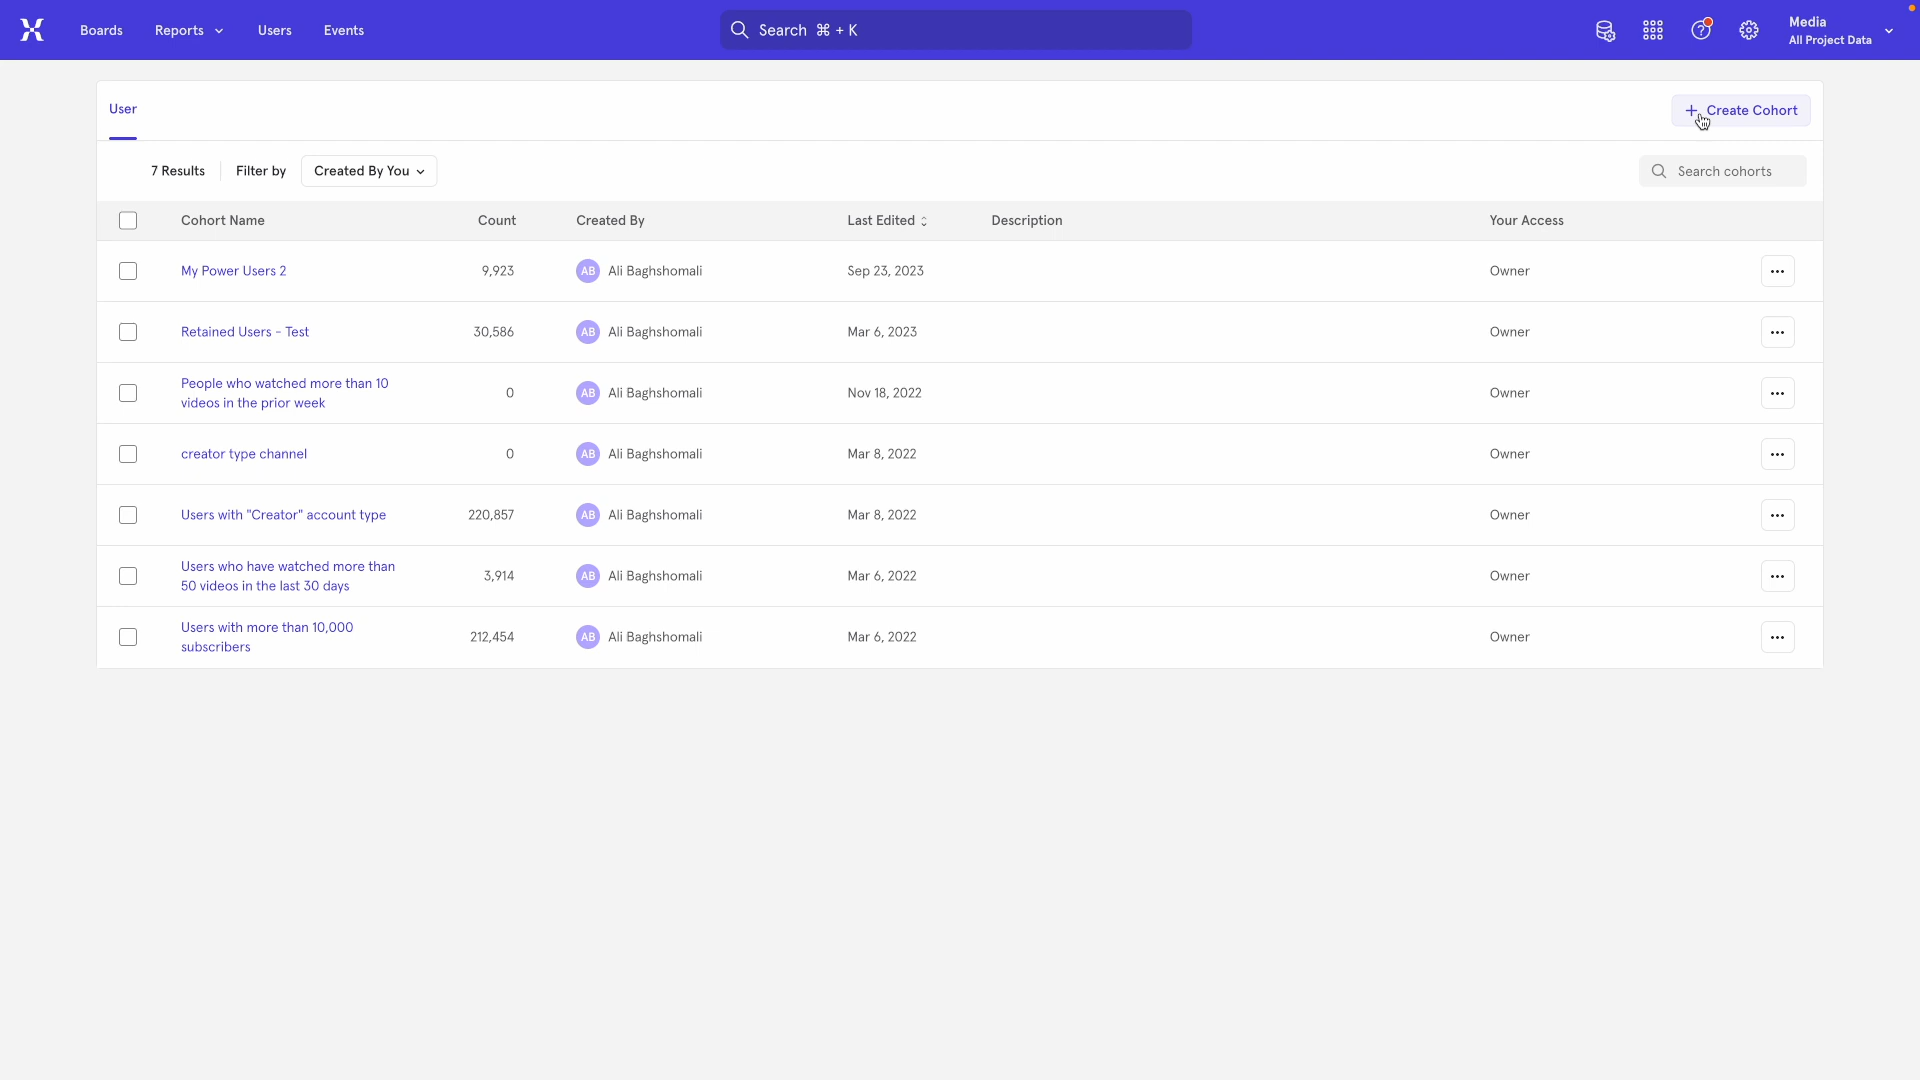 Boards Reports Users Events Search ⌘ + K Media
All Project Data
User + Create Cohort
7 Results Filter by Created By You Search cohorts
Cohort Name Count Created By Last Edited Description Your Access
My Power Users 2 9,923 AB Ali Baghshomali Sep 23, 2023 Owner
Retained Users - Test 30,586 AB Ali Baghshomali Mar 6, 2023 Owner
People who watched more than 10
videos in the prior week 0 AB Ali Baghshomali Nov 18, 2022 Owner
creator type channel 0 AB Ali Baghshomali Mar 8, 2022 Owner
Users with "Creator" account type 220,857 AB Ali Baghshomali Mar 8, 2022 Owner
Users who have watched more than
50 videos in the last 30 days 3,914 AB Ali Baghshomali Mar 6, 2022 Owner
Users with more than 10,000
subscribers 212,454 AB Ali Baghshomali Mar 6, 2022 Owner